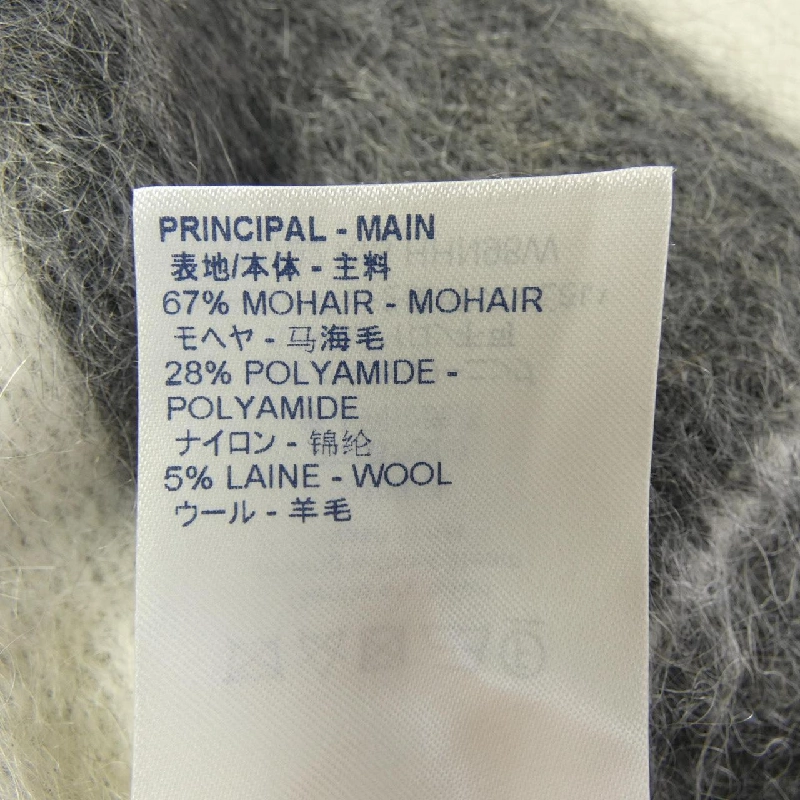 PRINCIPAL - MAIN
表地/本体 - 主料
67% MOHAIR - MOHAIR
モヘヤ - 马海毛
28% POLYAMIDE -
POLYAMIDE
ナイロン - 锦纶
5% LAINE - WOOL
ウール - 羊毛